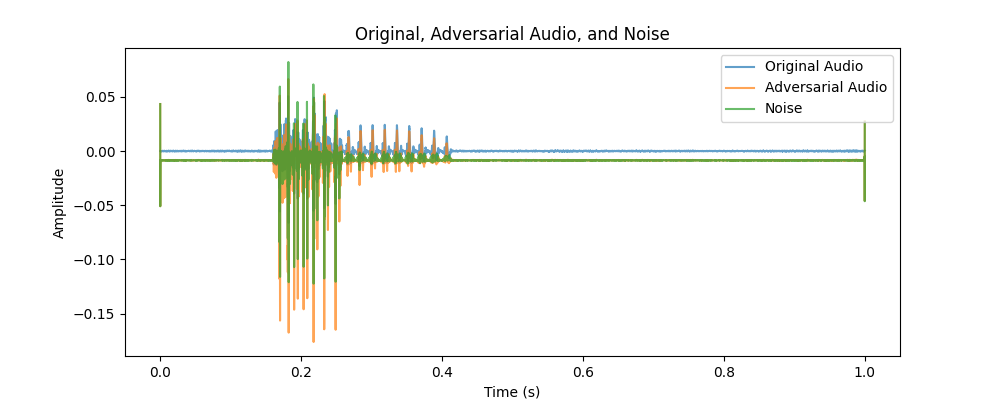 Original, Adversarial Audio, and Noise
Original Audio
Adversarial Audio
Noise
Amplitude
0.05
0.00
−0.05
−0.10
−0.15
0.0 0.2 0.4 0.6 0.8 1.0
Time (s)